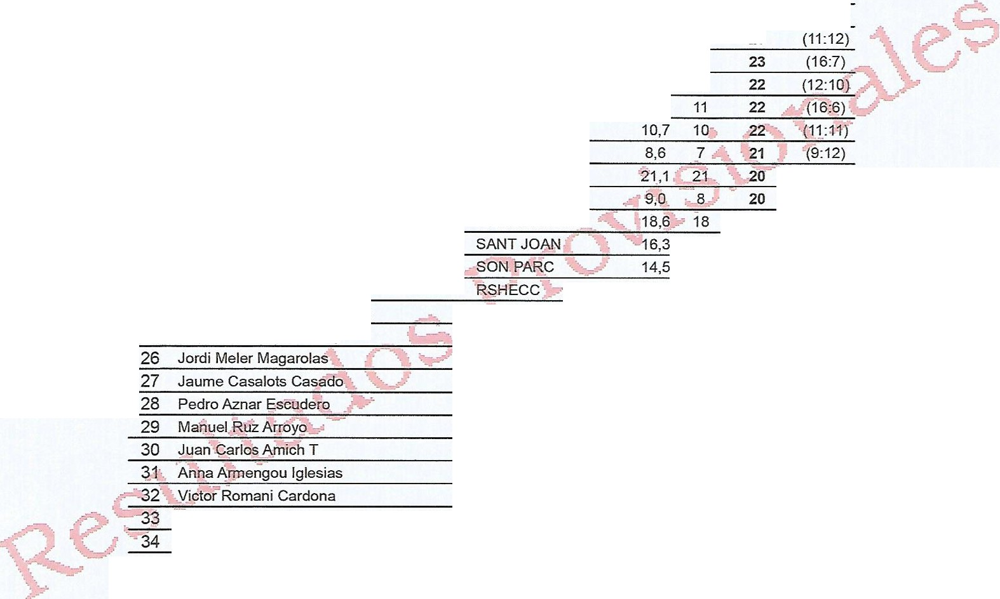 (11:12)
23 (16:7)
22 (12:10)
11 22 (16:6)
10,7 10 22 (11:11)
8,6 7 21 (9:12)
21,1 21 20
9,0 8 20
18,6 18
SANT JOAN 16,3
SON PARC 14,5
RSHECC
26 Jordi Meler Magarolas
27 Jaume Casalots Casado
28 Pedro Aznar Escudero
29 Manuel Ruz Arroyo
30 Juan Carlos Amich T
31 Anna Armengou Iglesias
32 Victor Romani Cardona
33
34
Resultados Provisionales